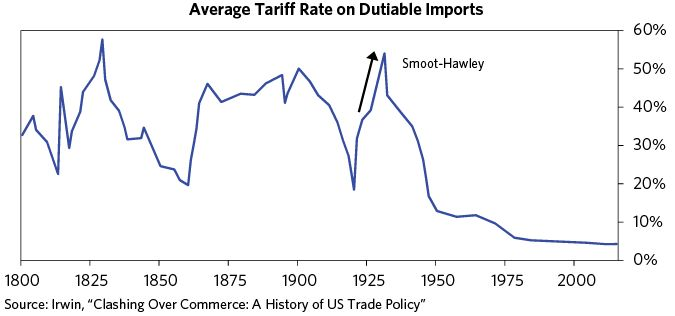 Average Tariff Rate on Dutiable Imports
60%
Smoot-Hawley
50%
40%
30%
20%
10%
0%
1800 1825 1850 1875 1900 1925 1950 1975 2000
Source: Irwin, “Clashing Over Commerce: A History of US Trade Policy”